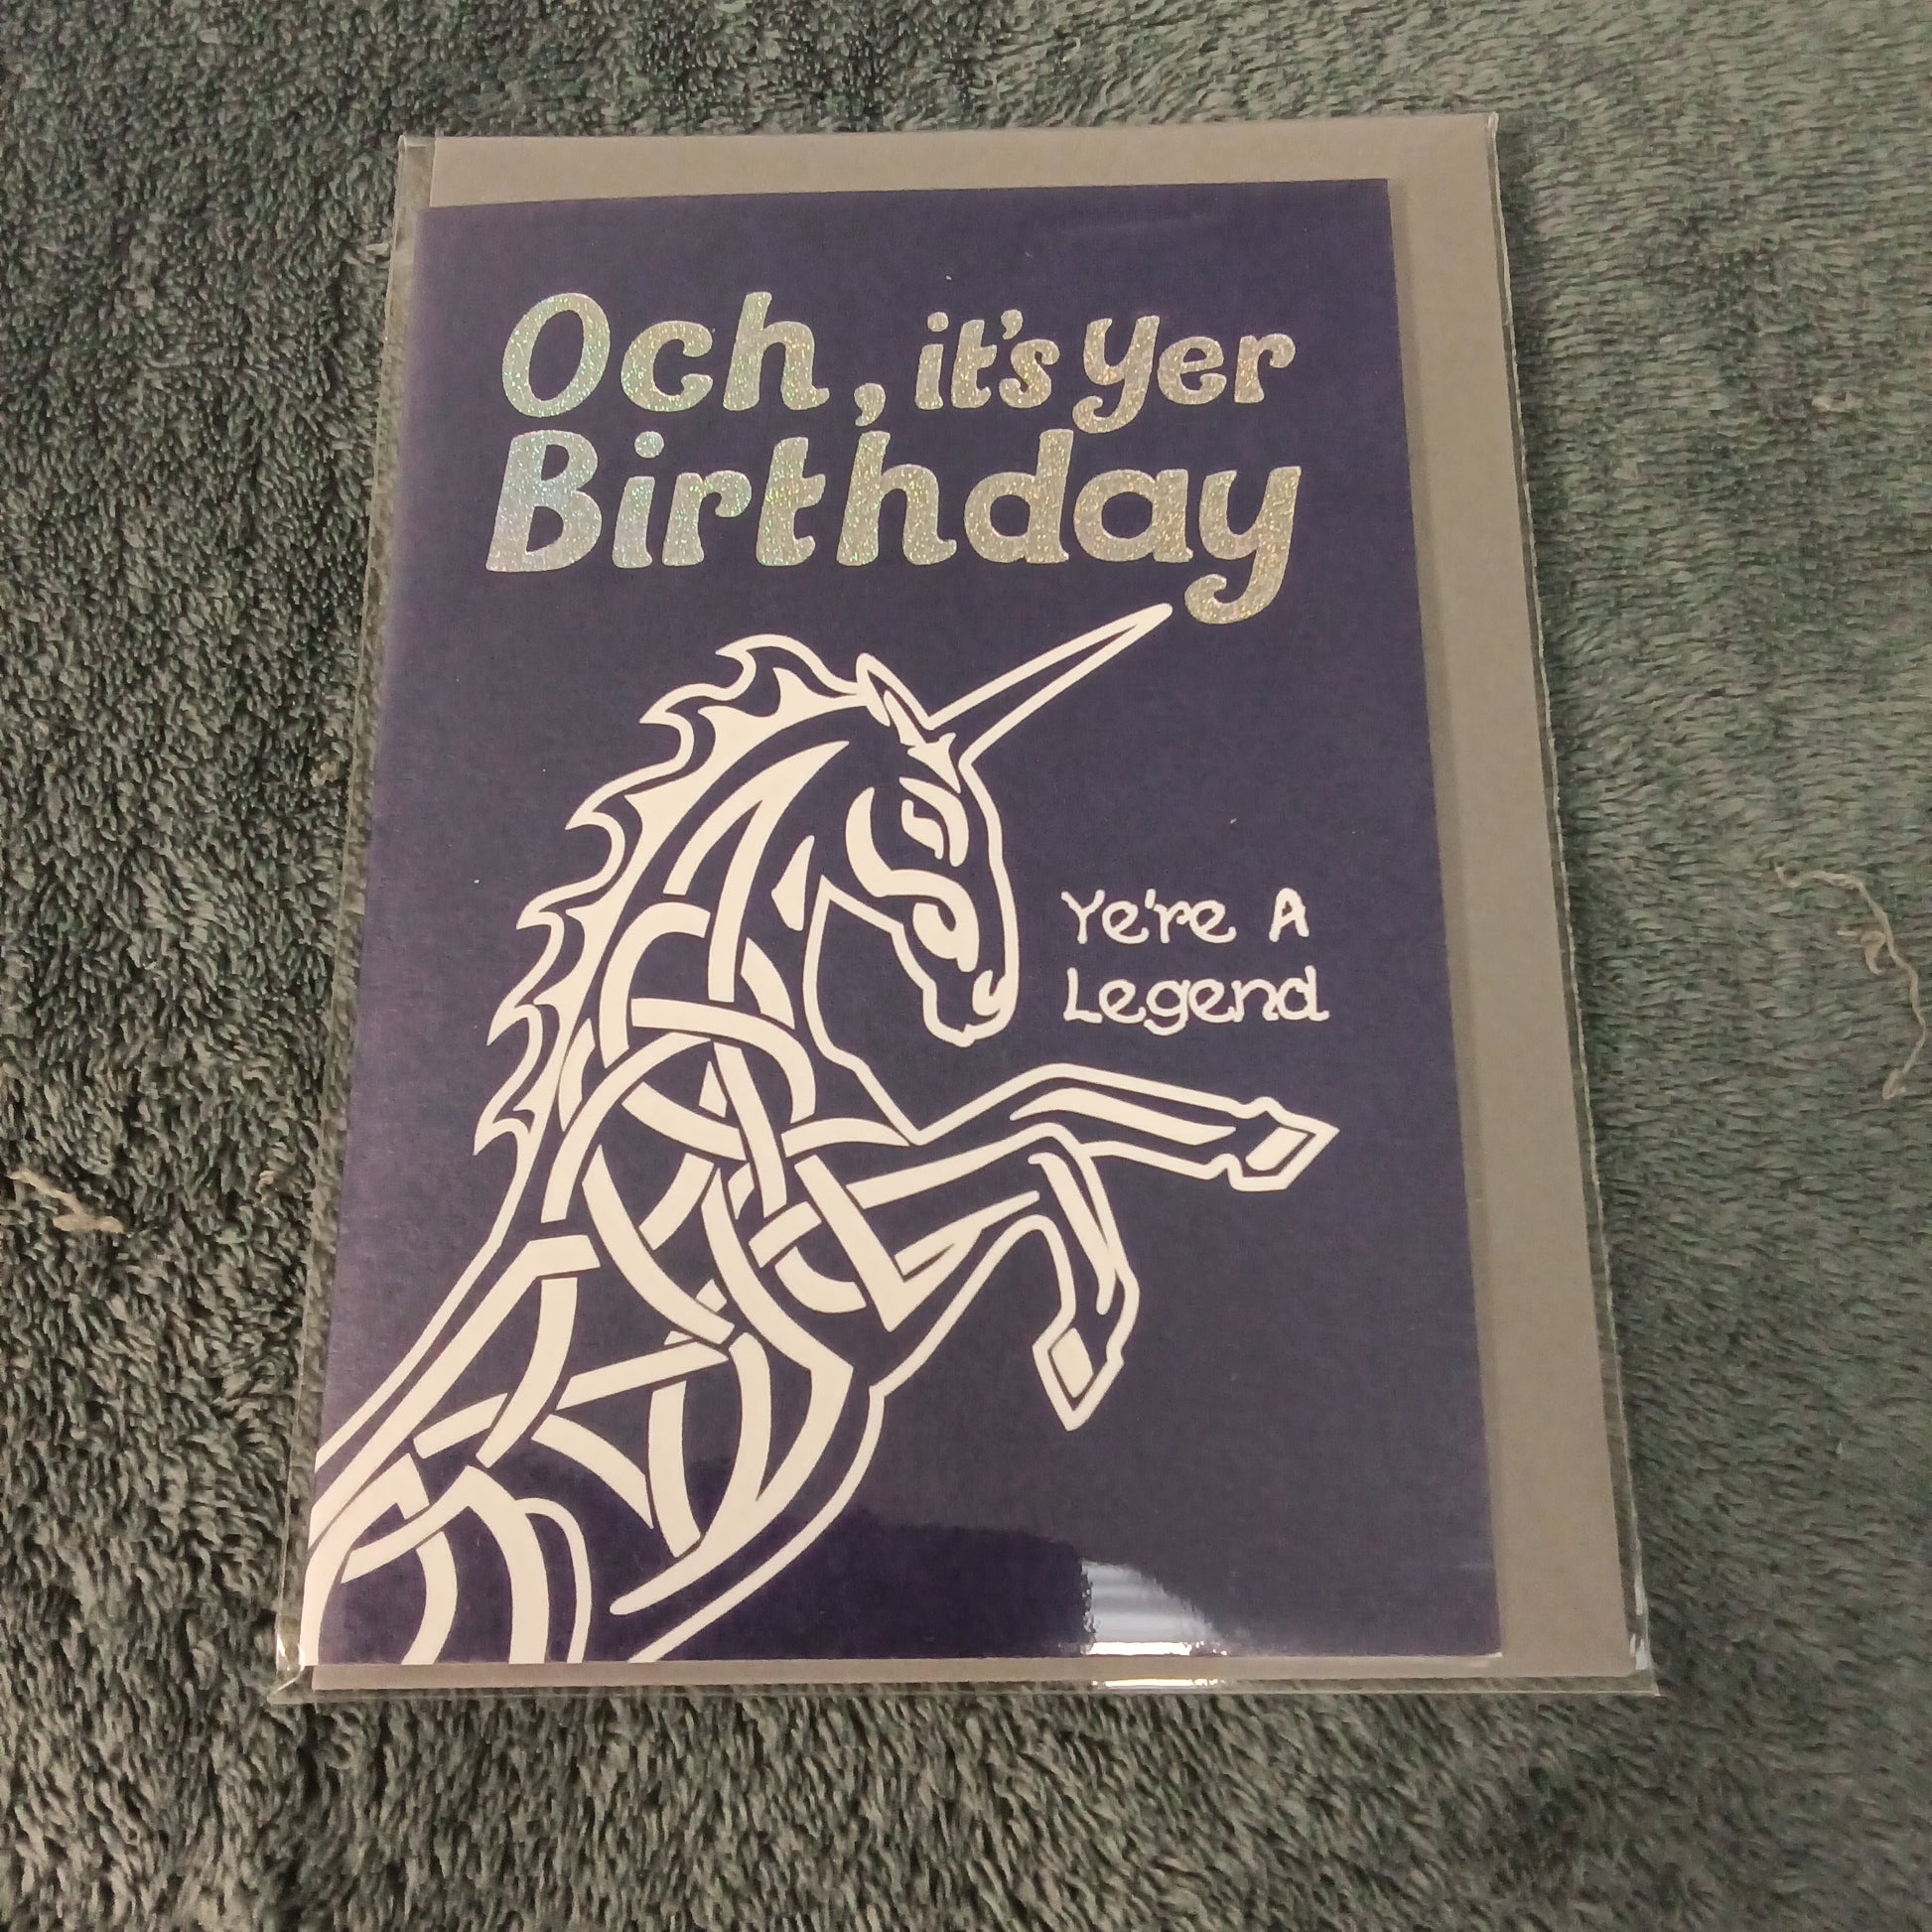 Och, it's yer
Birthday
Ye're A
Legend